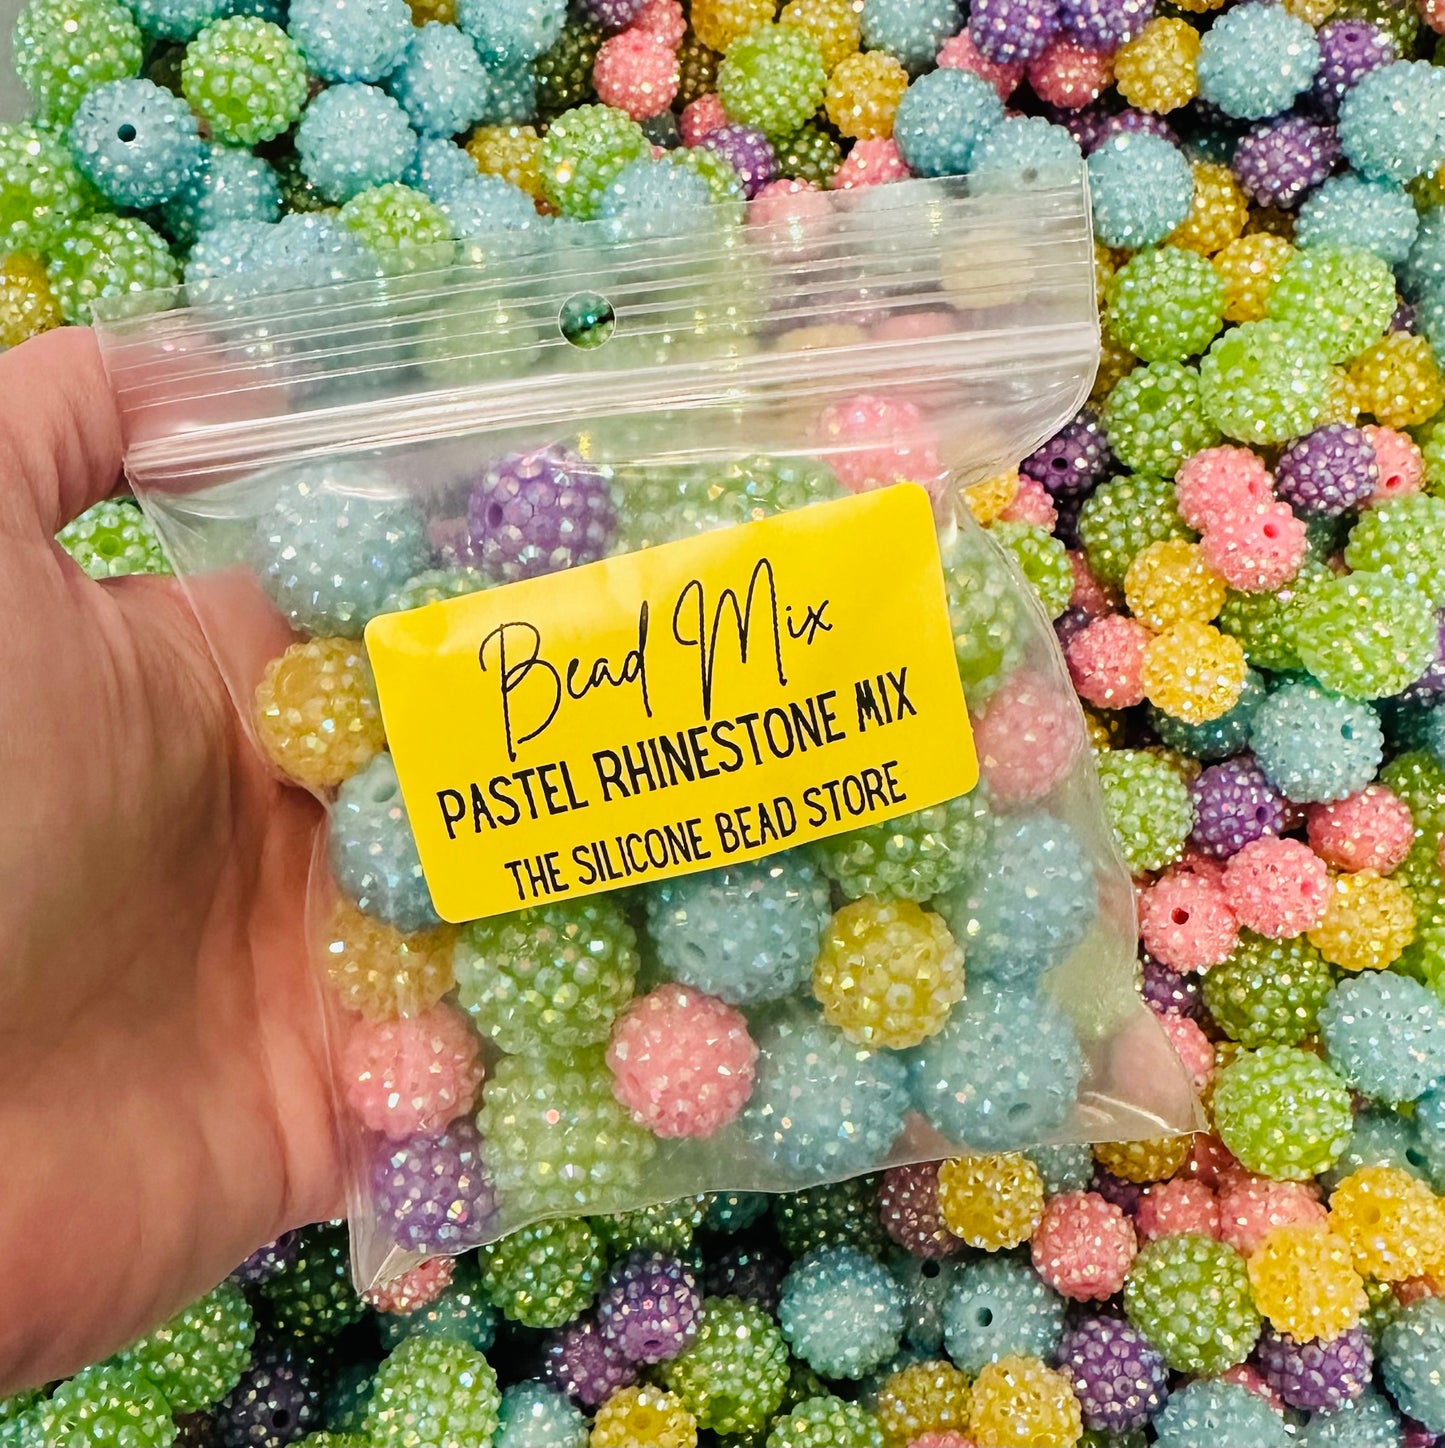 Bead Mix
PASTEL RHINESTONE MIX
THE SILICONE BEAD STORE